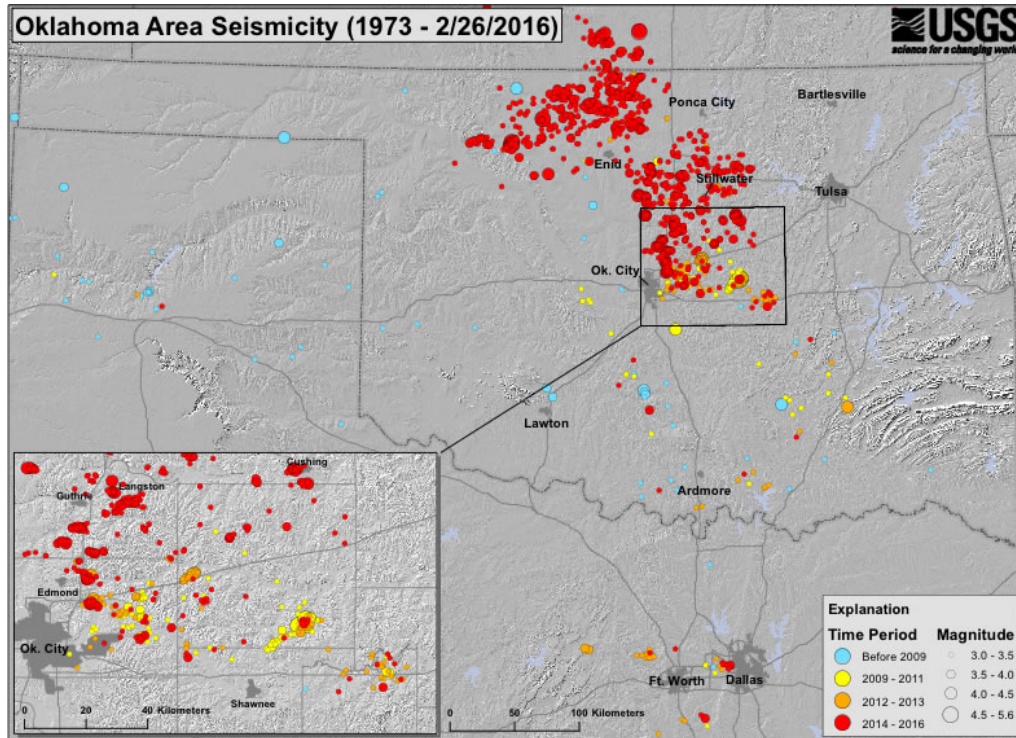 Oklahoma Area Seismicity (1973 - 2/26/2016)
USGS
science for a changing world
Bartlesville
Ponca City
Enid
Stillwater
Tulsa
Ok. City
Lawton
Ardmore
Ft. Worth
Dallas
Cushing
Langston
Guthrie
Edmond
Ok. City
Shawnee
0 20 40 Kilometers
0 50 100 Kilometers
Explanation
Time Period Magnitude
Before 2009 3.0 - 3.5
2009 - 2011 3.5 - 4.0
2012 - 2013 4.0 - 4.5
2014 - 2016 4.5 - 5.6